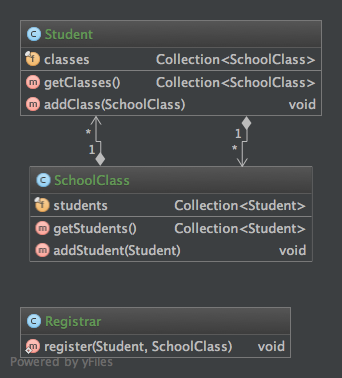 Student
classes Collection<SchoolClass>
getClasses() Collection<SchoolClass>
addClass(SchoolClass) void
* 1
1 *
SchoolClass
students Collection<Student>
getStudents() Collection<Student>
addStudent(Student) void
Registrar
register(Student, SchoolClass) void
Powered by yFiles